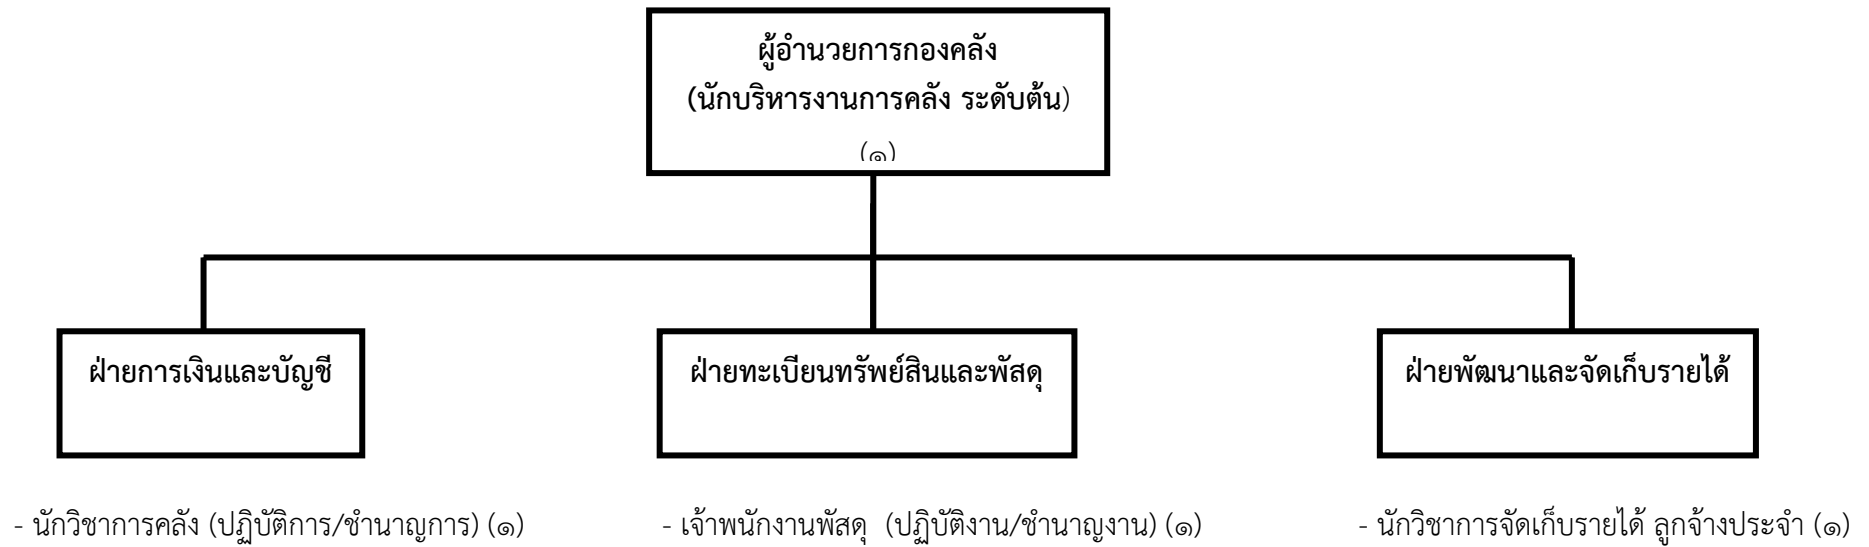 ผู้อำนวยการกองคลัง
(นักบริหารงานการคลัง ระดับต้น)
(๑)
ฝ่ายการเงินและบัญชี
ฝ่ายทะเบียนทรัพย์สินและพัสดุ
ฝ่ายพัฒนาและจัดเก็บรายได้
- นักวิชาการคลัง (ปฏิบัติการ/ชำนาญการ) (๑)
- เจ้าพนักงานพัสดุ (ปฏิบัติงาน/ชำนาญงาน) (๑)
- นักวิชาการจัดเก็บรายได้ ลูกจ้างประจำ (๑)